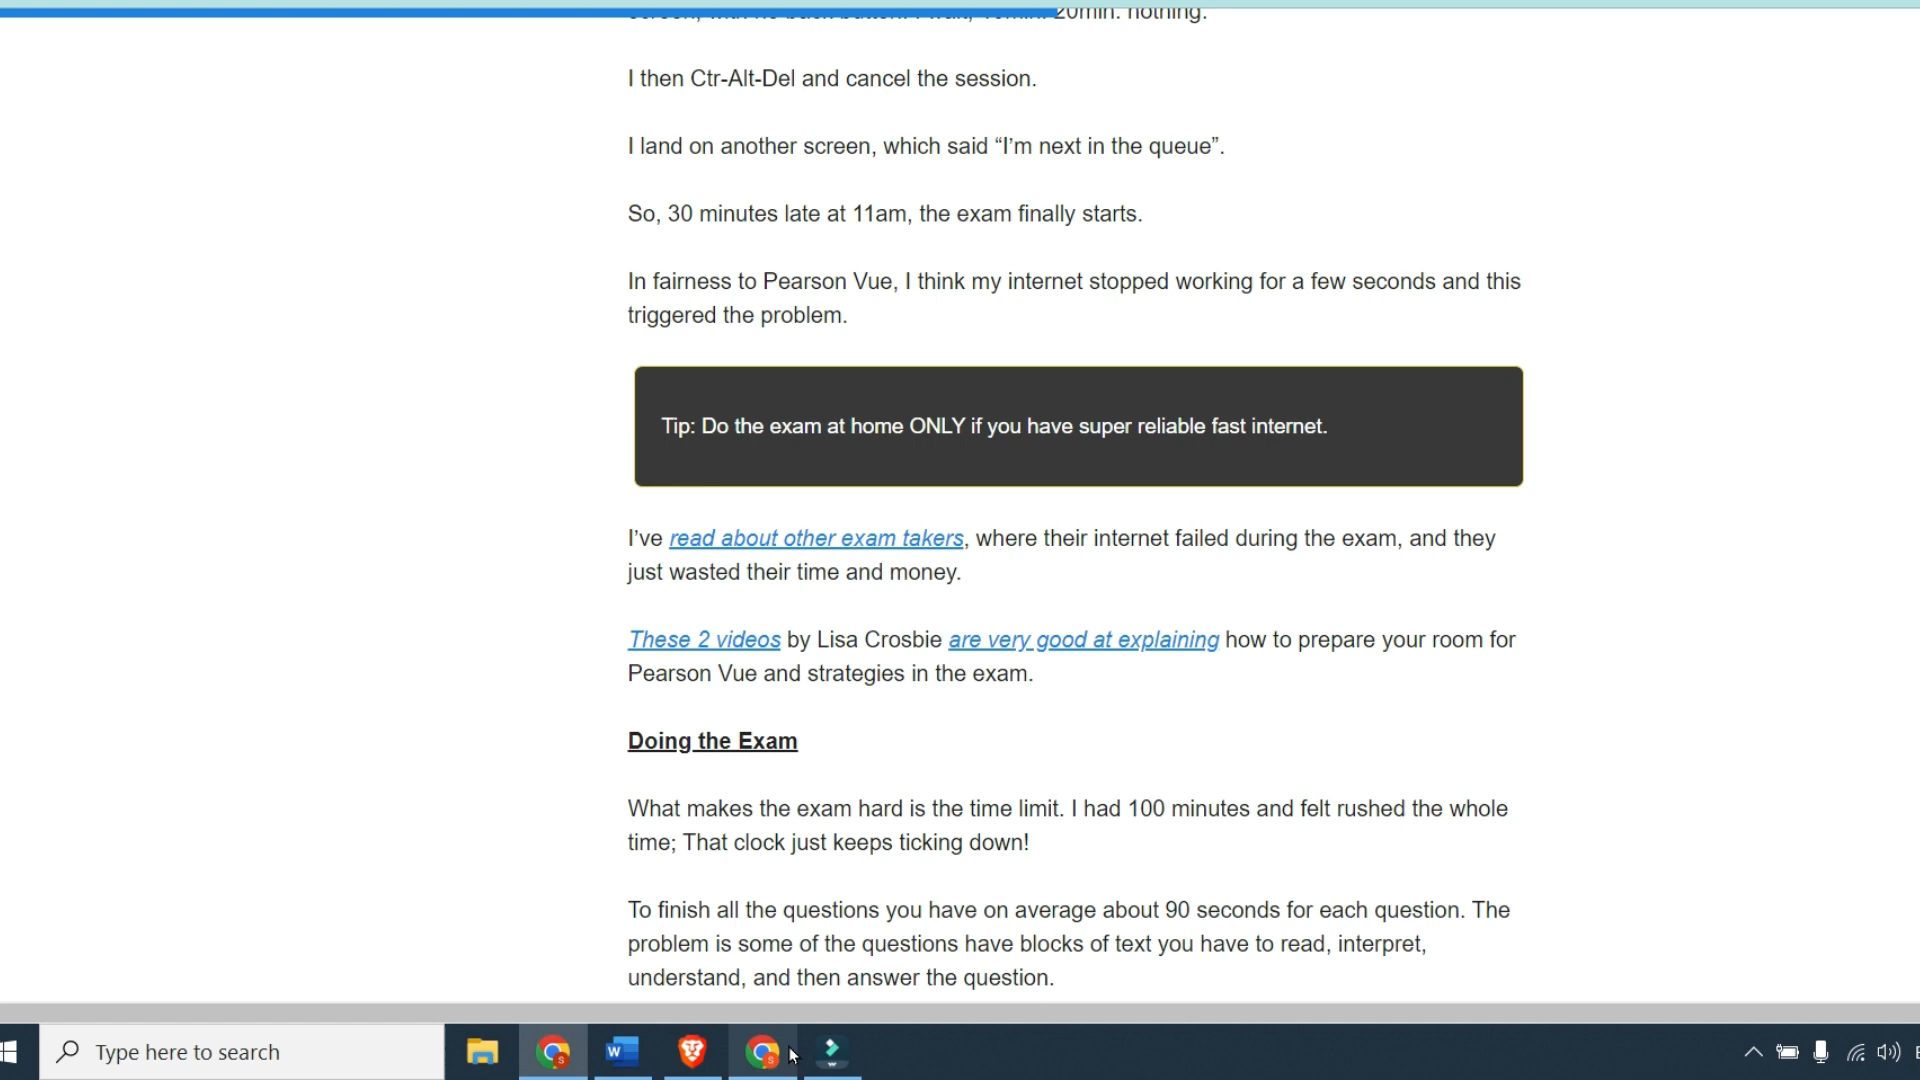 20min. nothing.
I then Ctr-Alt-Del and cancel the session.
I land on another screen, which said “I’m next in the queue”.
So, 30 minutes late at 11am, the exam finally starts.
In fairness to Pearson Vue, I think my internet stopped working for a few seconds and this
triggered the problem.
Tip: Do the exam at home ONLY if you have super reliable fast internet.
I’ve read about other exam takers, where their internet failed during the exam, and they
just wasted their time and money.
These 2 videos by Lisa Crosbie are very good at explaining how to prepare your room for
Pearson Vue and strategies in the exam.
Doing the Exam
What makes the exam hard is the time limit. I had 100 minutes and felt rushed the whole
time; That clock just keeps ticking down!
To finish all the questions you have on average about 90 seconds for each question. The
problem is some of the questions have blocks of text you have to read, interpret,
understand, and then answer the question.
Type here to search